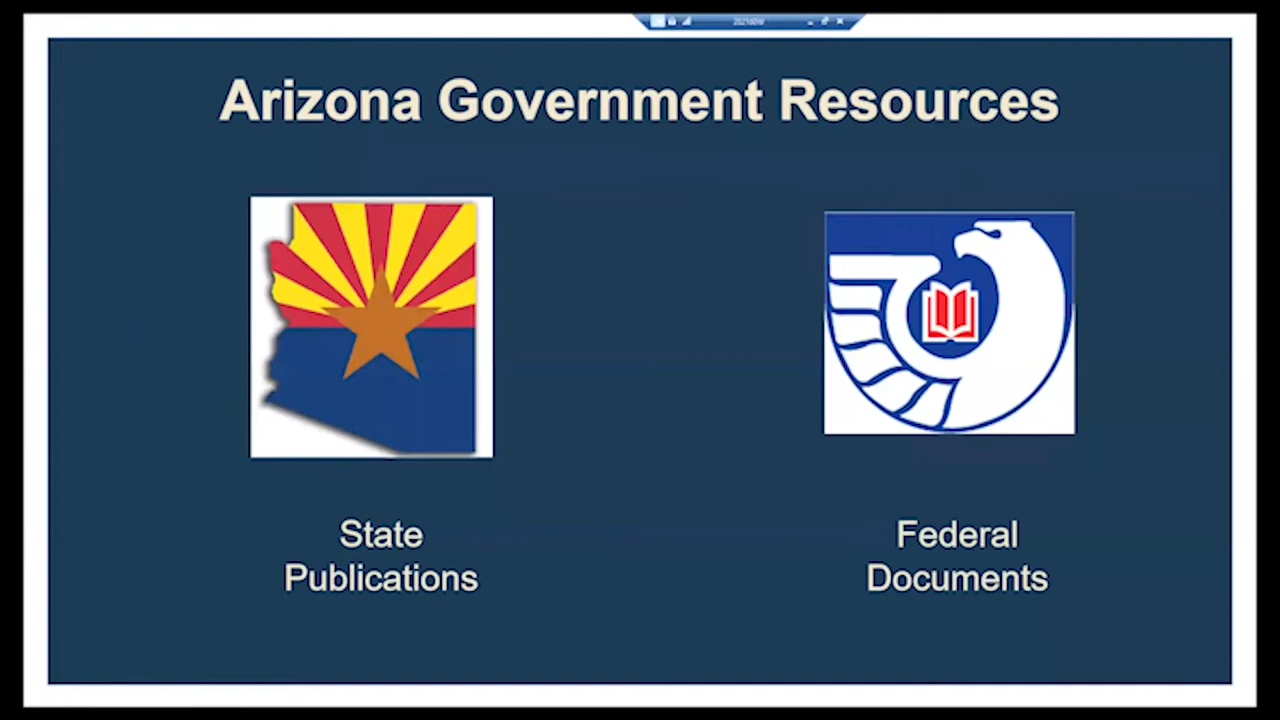 Arizona Government Resources
State
Publications
Federal
Documents